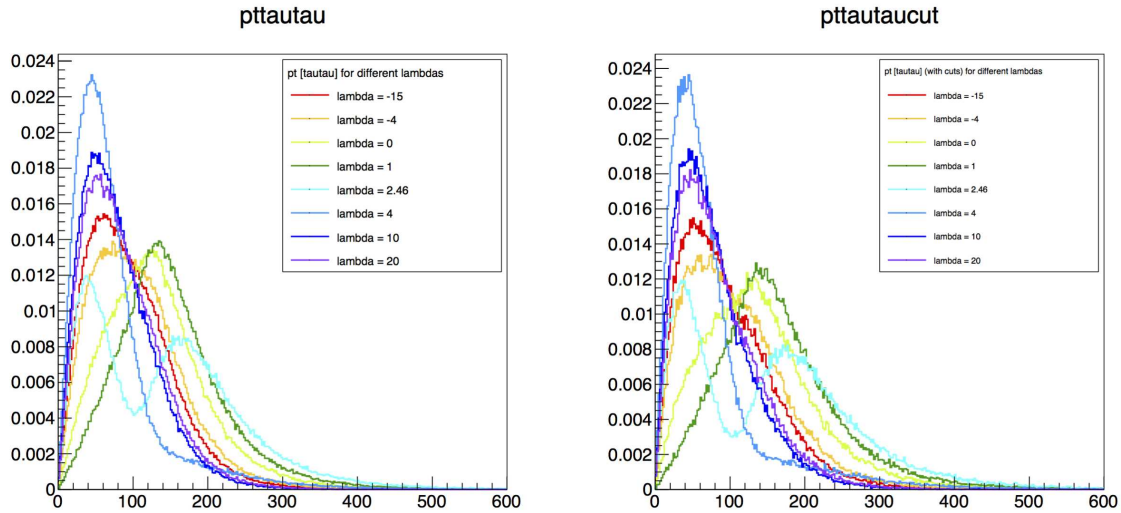 pttautau
0.024
0.022
0.02
0.018
0.016
0.014
0.012
0.01
0.008
0.006
0.004
0.002
0
0 100 200 300 400 500 600
pt [tautau] for different lambdas
lambda = -15
lambda = -4
lambda = 0
lambda = 1
lambda = 2.46
lambda = 4
lambda = 10
lambda = 20
pttautaucut
0.024
0.022
0.02
0.018
0.016
0.014
0.012
0.01
0.008
0.006
0.004
0.002
0
0 100 200 300 400 500 600
pt [tautau] (with cuts) for different lambdas
lambda = -15
lambda = -4
lambda = 0
lambda = 1
lambda = 2.46
lambda = 4
lambda = 10
lambda = 20